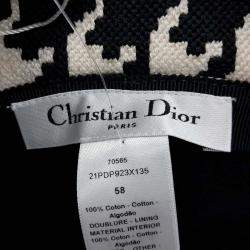 Christian Dior
PARIS
70585
21PDP923X135
58
100% Coton - Cotton -
Algodão
DOUBLURE - LINING
MATERIAL INTERIOR
100% Coton - Cotton
Algodão